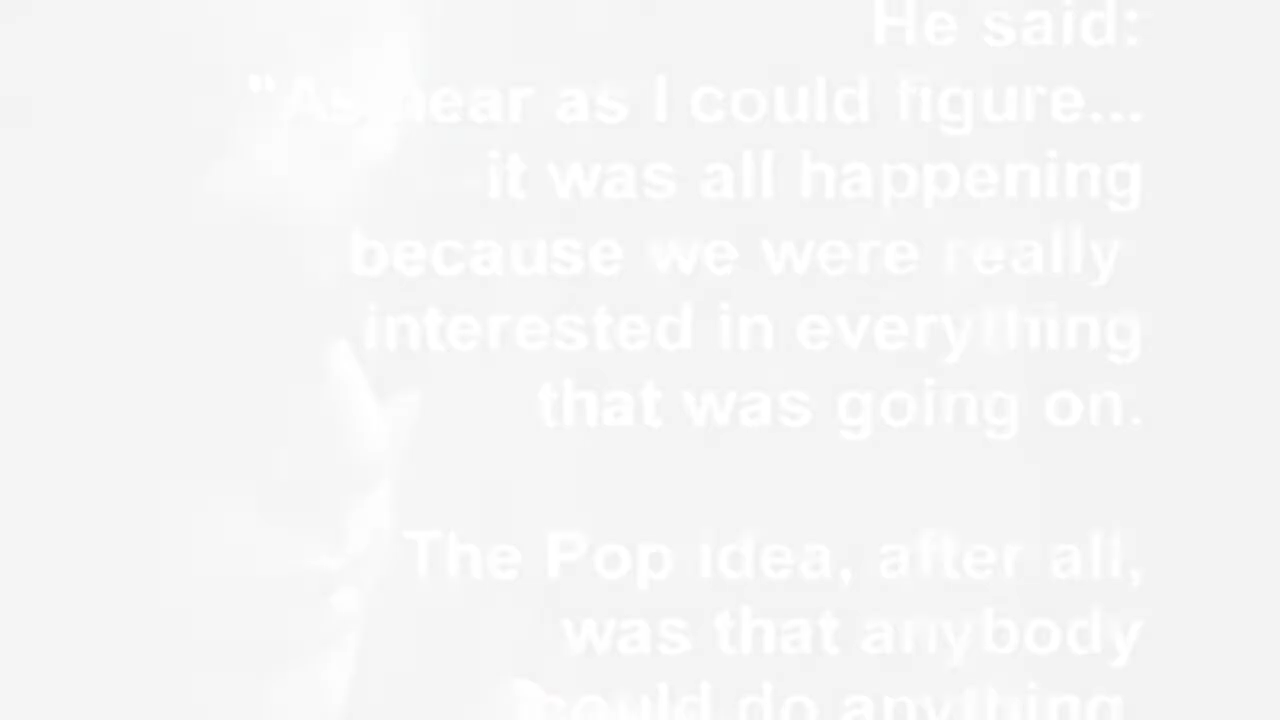 He said:
"As near as I could figure...
it was all happening
because we were really
interested in everything
that was going on.
The Pop idea, after all,
was that anybody
could do anything